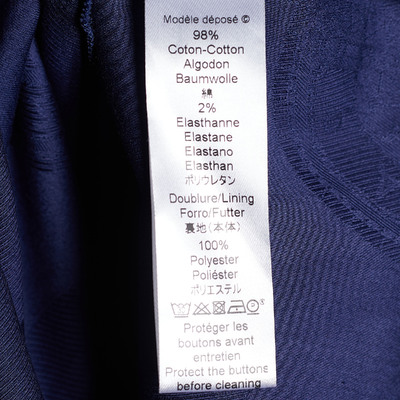 Modèle déposé ©
98%
Coton-Cotton
Algodon
Baumwolle
綿
2%
Elasthanne
Elastane
Elastano
Elasthan
ポリウレタン
Doublure/Lining
Forro/Futter
裏地(本体)
100%
Polyester
Poliéster
ポリエステル
Protéger les
boutons avant
entretien
Protect the buttons
before cleaning